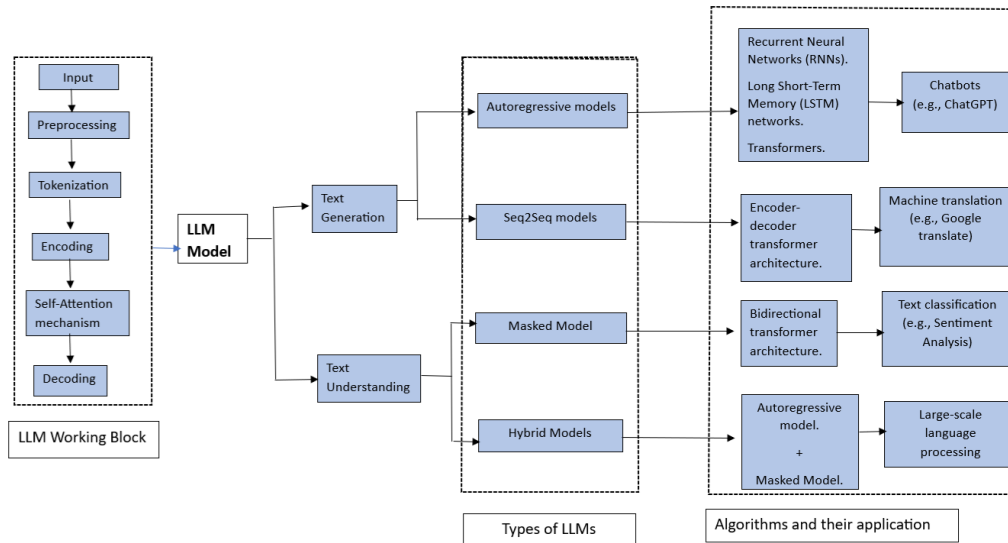 Input
Preprocessing
Tokenization
Encoding
Self-Attention
mechanism
Decoding
LLM Working Block
LLM
Model
Text
Generation
Text
Understanding
Autoregressive models
Seq2Seq models
Masked Model
Hybrid Models
Types of LLMs
Recurrent Neural
Networks (RNNs).
Long Short-Term
Memory (LSTM)
networks.
Transformers.
Chatbots
(e.g., ChatGPT)
Encoder-
decoder
transformer
architecture.
Machine translation
(e.g., Google
translate)
Bidirectional
transformer
architecture.
Text classification
(e.g., Sentiment
Analysis)
Autoregressive
model.
+
Masked Model.
Large-scale
language
processing
Algorithms and their application